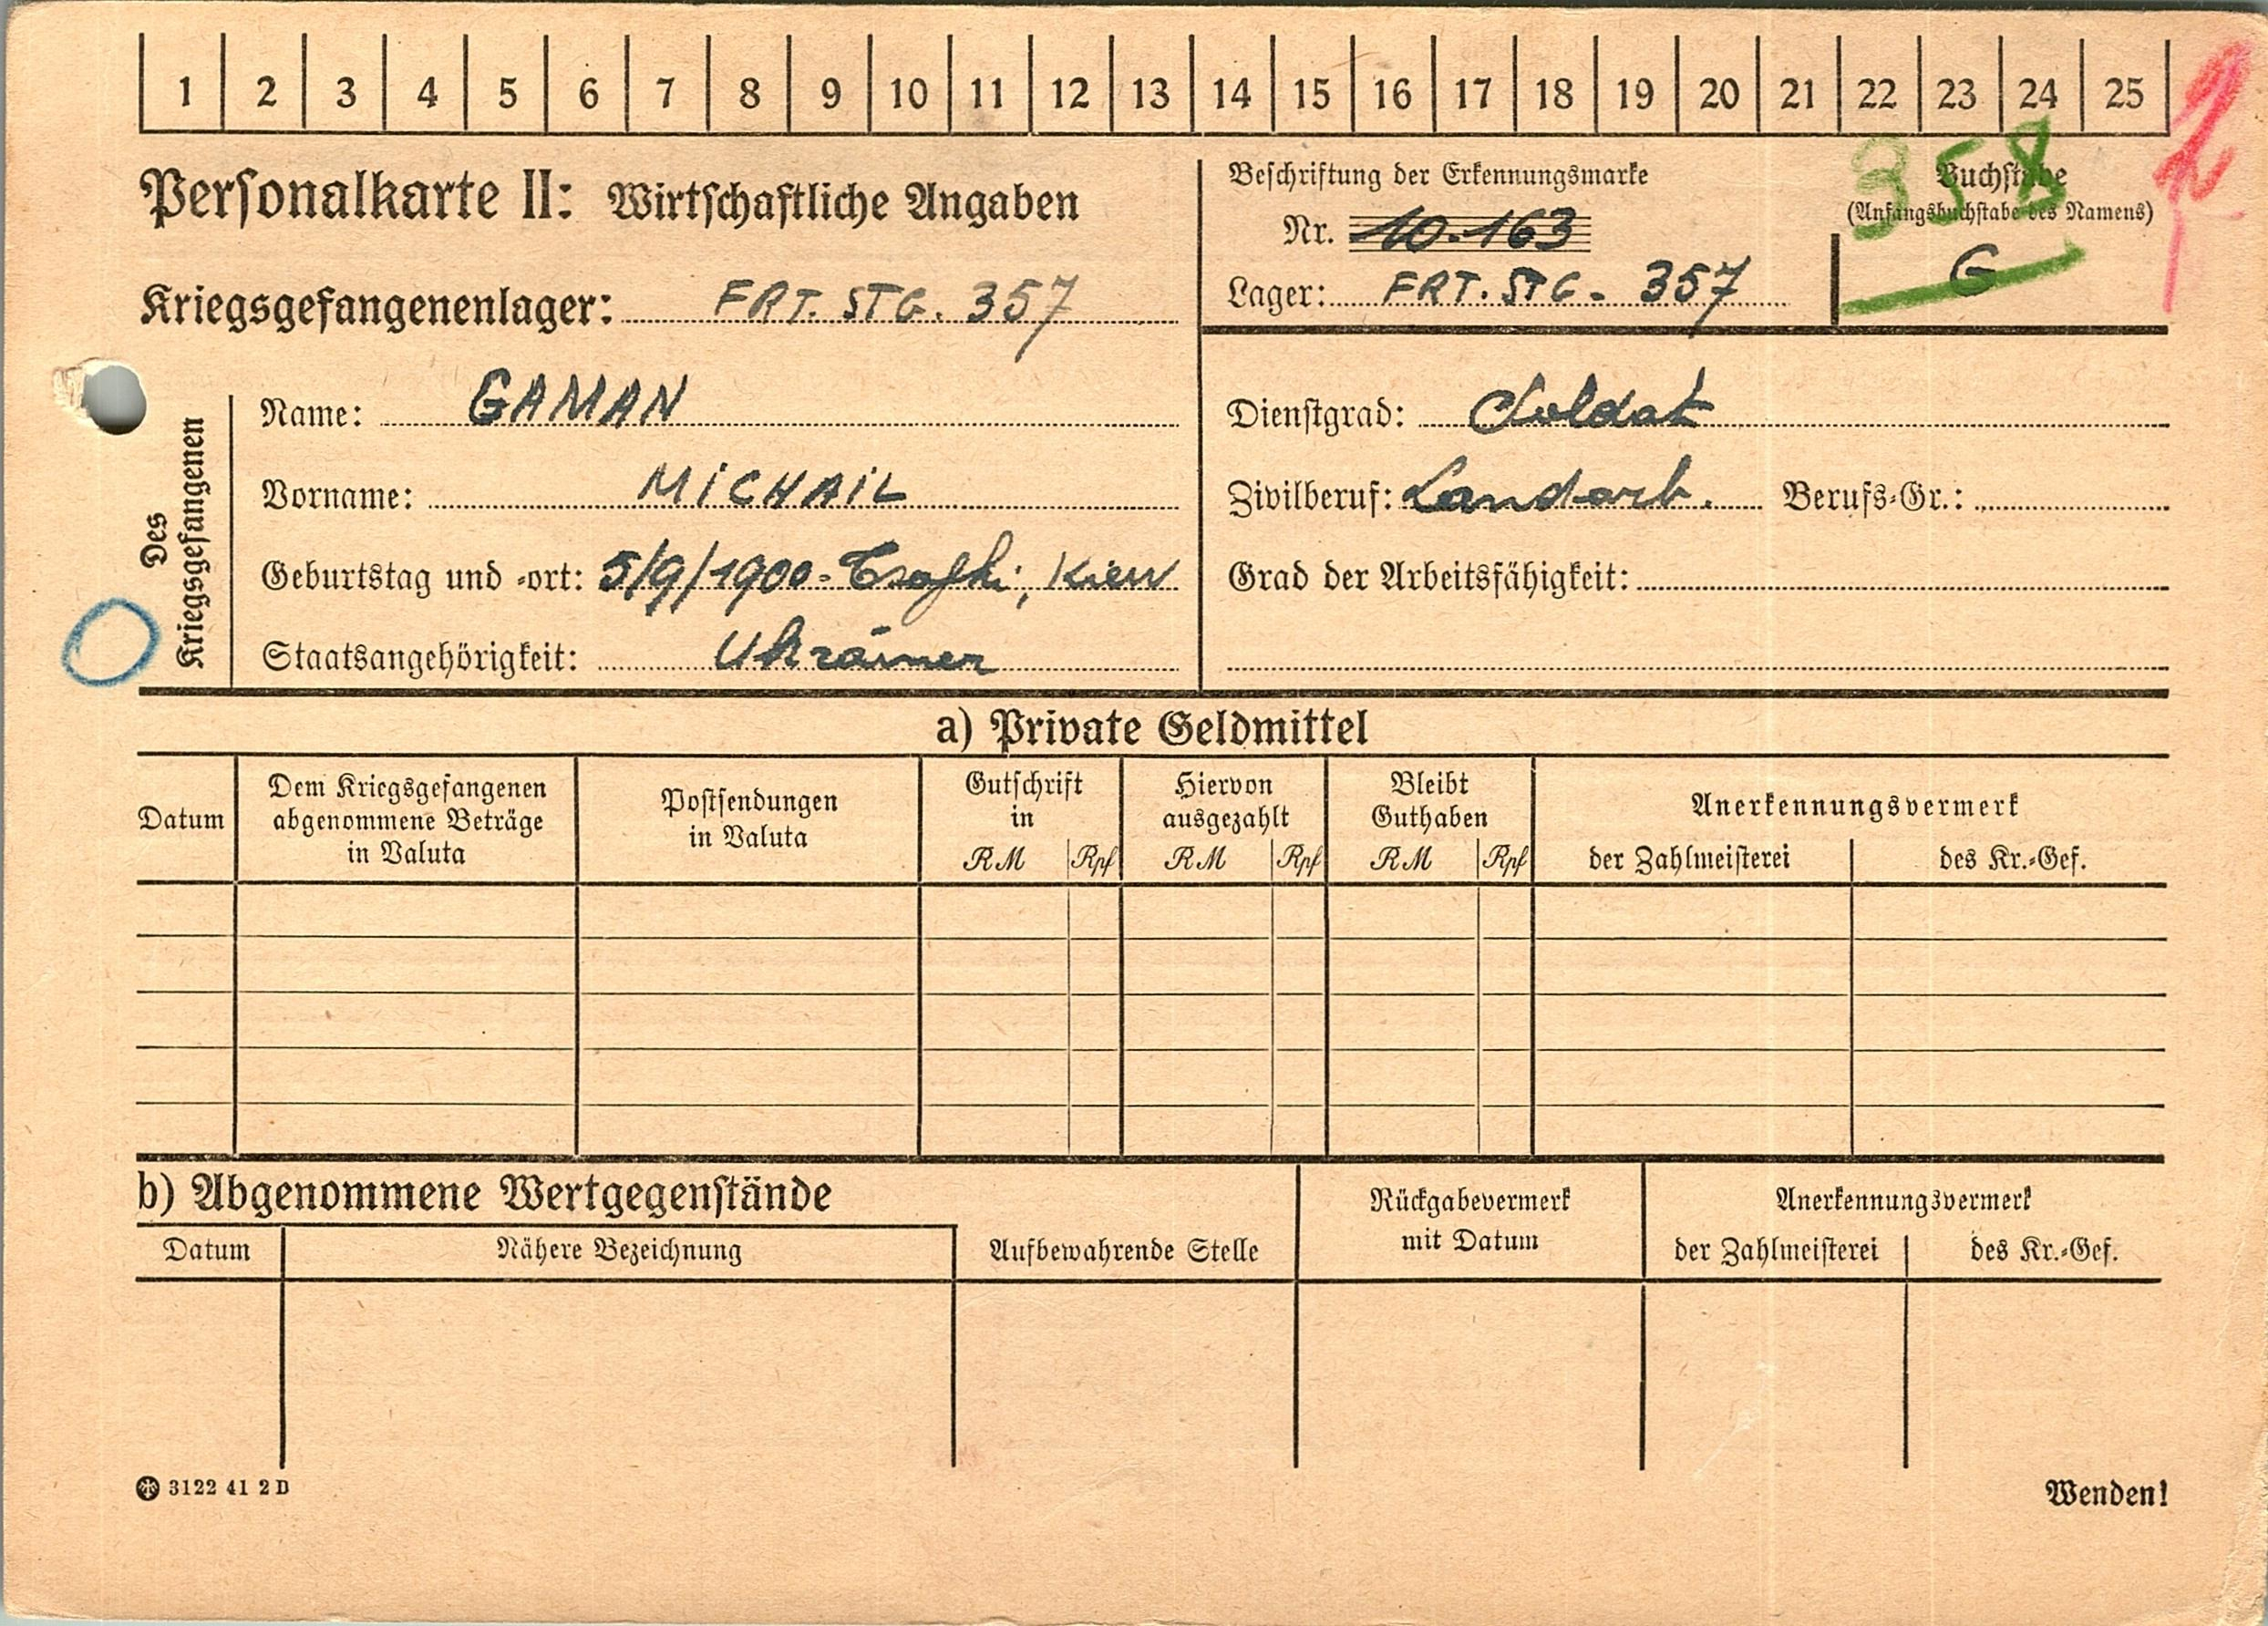 1 2 3 4 5 6 7 8 9 10 11 12 13 14 15 16 17 18 19 20 21 22 23 24 25
Personalkarte II: Wirtschaftliche Angaben
Kriegsgefangenenlager: FRT. STG. 357
Beschriftung der Erkennungsmarke
Nr. 10.163
Lager: FRT. STG. 357
Buchstabe
(Anfangsbuchstabe des Namens)
G
358
Des
Kriegsgefangenen
Name: GAMAN
Vorname: MiCHAiL
Geburtstag und =ort: 5/9/1900 - , Kiew
Staatsangehörigkeit: Ukrainer
Dienstgrad: Soldat
Zivilberuf: Landarb. Berufs=Gr.:
Grad der Arbeitsfähigkeit:
a) Private Geldmittel
Datum
Dem Kriegsgefangenen
abgenommene Beträge
in Valuta
Postsendungen
in Valuta
Gutschrift
in
RM Rpf
Hiervon
ausgezahlt
RM Rpf
Bleibt
Guthaben
RM Rpf
Anerkennungsvermerk
der Zahlmeisterei des Kr.=Gef.
b) Abgenommene Wertgegenstände
Datum Nähere Bezeichnung Aufbewahrende Stelle
Rückgabevermerk
mit Datum
Anerkennungsvermerk
der Zahlmeisterei des Kr.=Gef.
3122 41 2 D
Wenden!